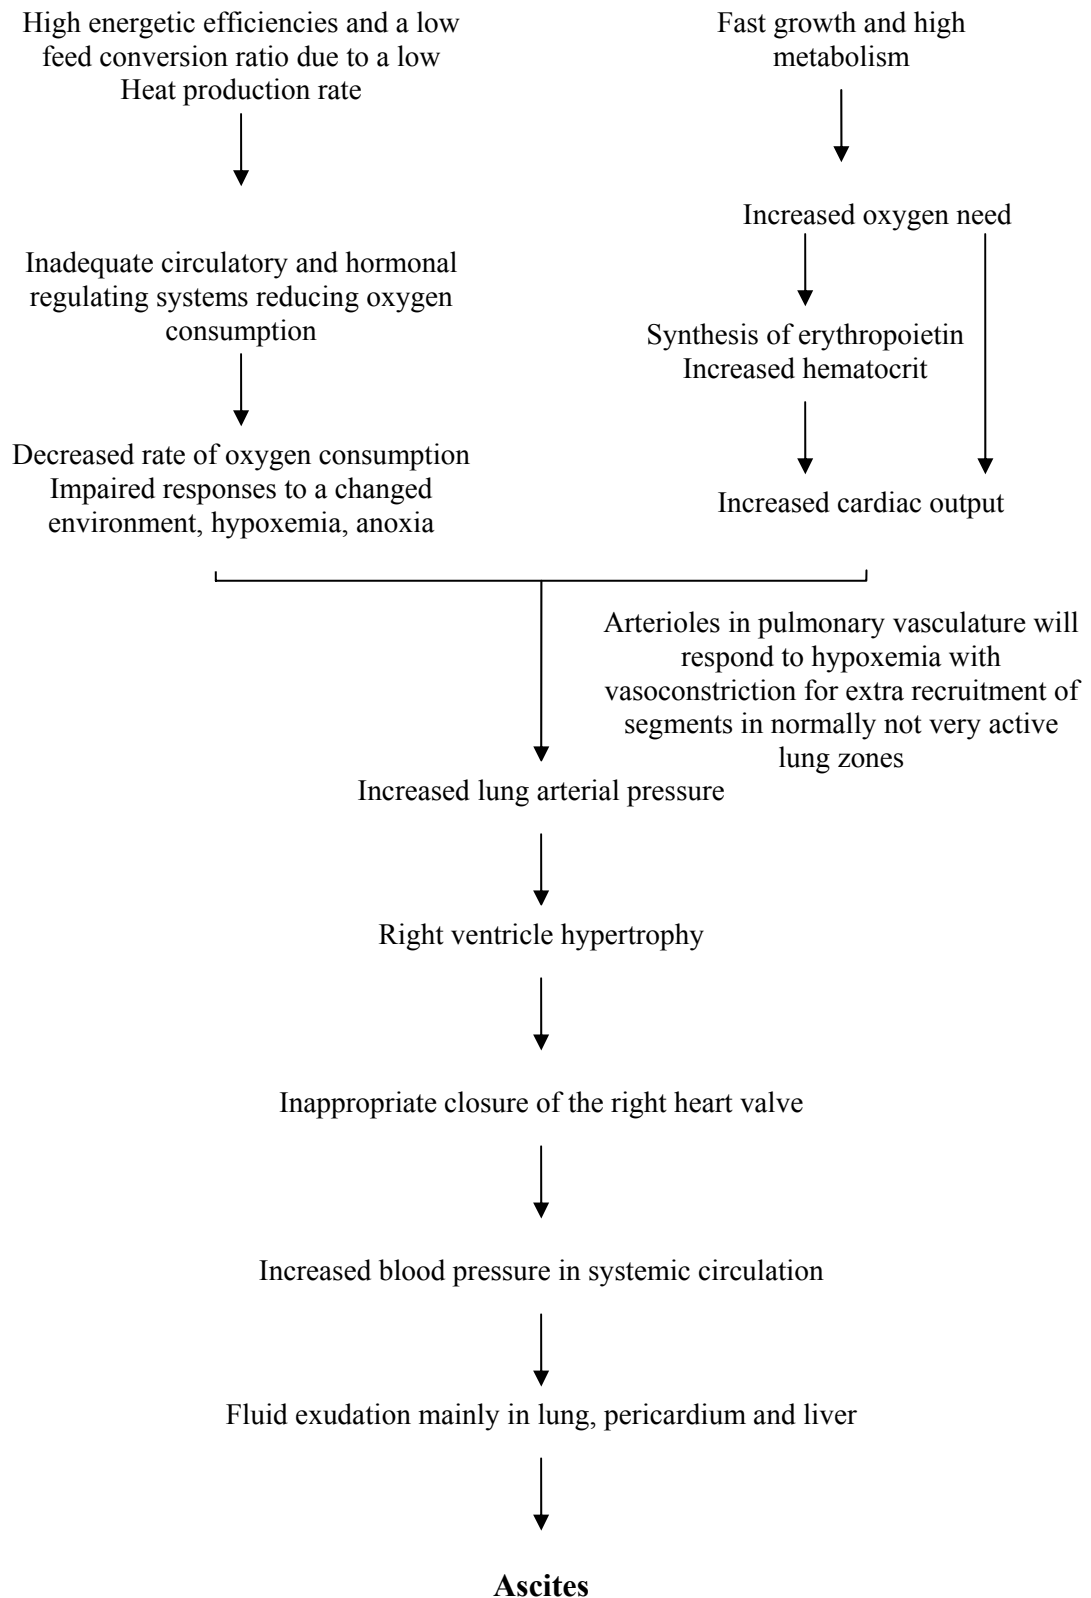 High energetic efficiencies and a low
feed conversion ratio due to a low
Heat production rate
Fast growth and high
metabolism
Increased oxygen need
Inadequate circulatory and hormonal
regulating systems reducing oxygen
consumption
Synthesis of erythropoietin
Increased hematocrit
Decreased rate of oxygen consumption
Impaired responses to a changed
environment, hypoxemia, anoxia
Increased cardiac output
Arterioles in pulmonary vasculature will
respond to hypoxemia with
vasoconstriction for extra recruitment of
segments in normally not very active
lung zones
Increased lung arterial pressure
Right ventricle hypertrophy
Inappropriate closure of the right heart valve
Increased blood pressure in systemic circulation
Fluid exudation mainly in lung, pericardium and liver
Ascites